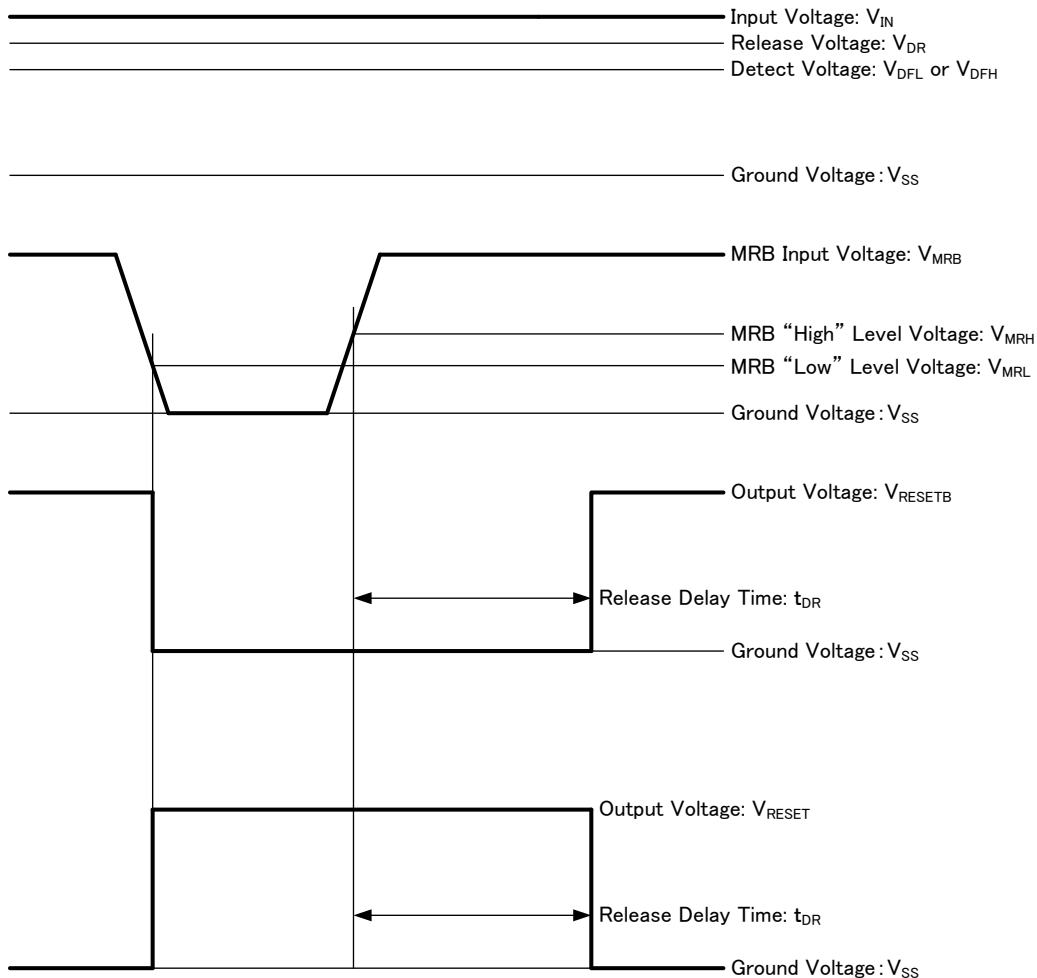 Input Voltage: VIN
Release Voltage: VDR
Detect Voltage: VDFL or VDFH
Ground Voltage：VSS
MRB Input Voltage: VMRB
MRB “High” Level Voltage: VMRH
MRB “Low” Level Voltage: VMRL
Ground Voltage：VSS
Output Voltage: VRESETB
Release Delay Time: tDR
Ground Voltage：VSS
Output Voltage: VRESET
Release Delay Time: tDR
Ground Voltage：VSS